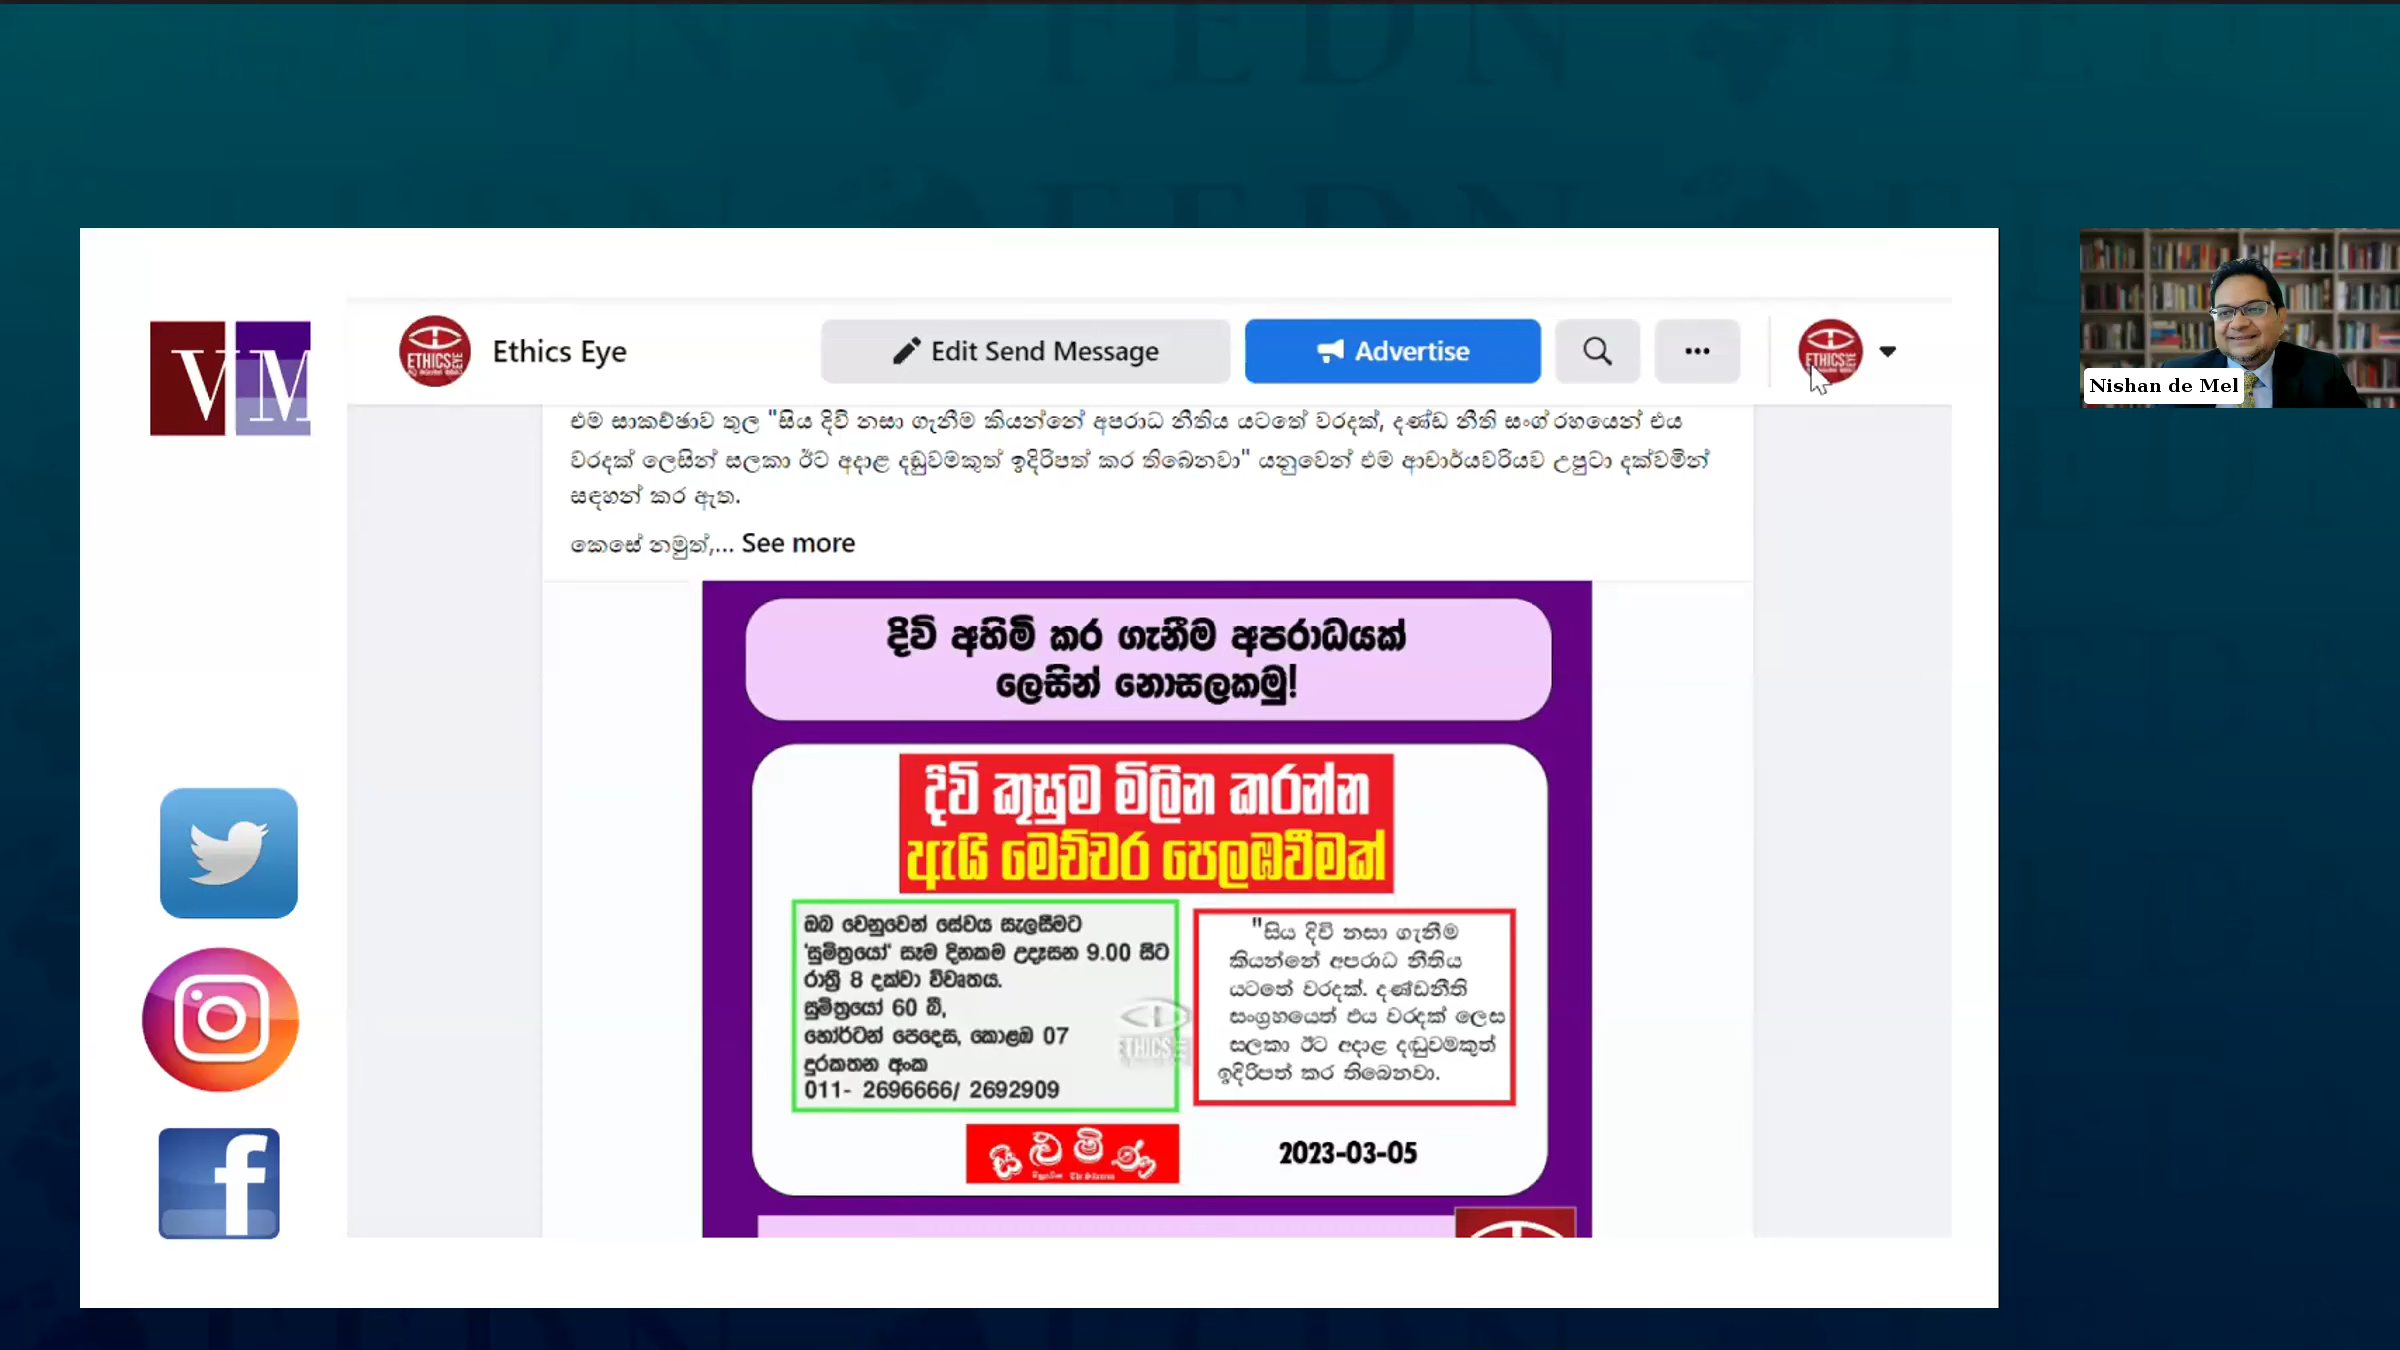 Ethics Eye
Edit Send Message
Advertise
ETHICS EYE
එම සාකච්ඡාව තුල "සිය දිවි නසා ගැනීම කියන්නේ අපරාධ නීතිය යටතේ වරදක්, දණ්ඩ නීති සංග්‍රහයෙන් එය
වරදක් ලෙසින් සලකා ඊට අදාළ දඬුවමකුත් ඉදිරිපත් කර තිබෙනවා" යනුවෙන් එම ආචාර්යවරියව උපුටා දක්වමින්
සඳහන් කර ඇත.
කෙසේ නමුත්,... See more
දිවි අහිමි කර ගැනීම අපරාධයක්
ලෙසින් නොසලකමු!
දිවි කුසුම මිලින කරන්න
ඇයි මෙච්චර පෙලඹවීමක්
ඔබ වෙනුවෙන් සේවය සැලසීමට
'සුමිත්‍රයෝ' සෑම දිනකම උදෑසන 9.00 සිට
රාත්‍රී 8 දක්වා විවෘතය.
සුමිත්‍රයෝ 60 බී,
හෝර්ටන් පෙදෙස, කොළඹ 07
දුරකතන අංක
011- 2696666/ 2692909
"සිය දිවි නසා ගැනීම
කියන්නේ අපරාධ නීතිය
යටතේ වරදක්. දණ්ඩනීති
සංග්‍රහයෙත් එය වරදක් ලෙස
සලකා ඊට අදාළ දඬුවමකුත්
ඉදිරිපත් කර තිබෙනවා.
සිළුමිණ
2023-03-05
VM
Nishan de Mel